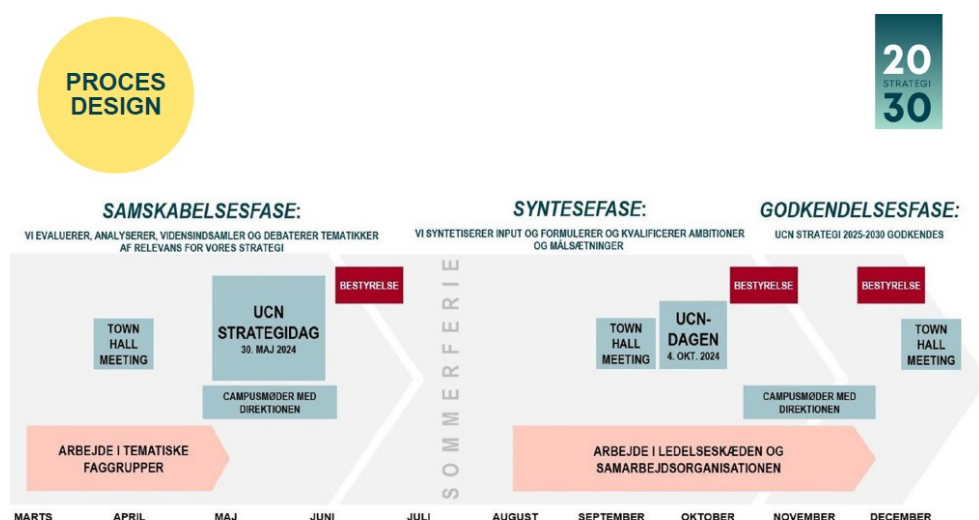 PROCES
DESIGN
20
STRATEGI
30
SAMSKABELSESFASE:
VI EVALUERER, ANALYSERER, VIDENSINDSAMLER OG DEBATERER TEMATIKKER
AF RELEVANS FOR VORES STRATEGI
SYNTESEFASE:
VI SYNTETISERER INPUT OG FORMULERER OG KVALIFICERER AMBITIONER
OG MÅLSÆTNINGER
GODKENDELSESFASE:
UCN STRATEGI 2025-2030 GODKENDES
TOWN
HALL
MEETING
UCN
STRATEGIDAG
30. MAJ 2024
BESTYRELSE
CAMPUSMØDER MED
DIREKTIONEN
ARBEJDE I TEMATISKE
FAGGRUPPER
SOMMERFERIE
TOWN
HALL
MEETING
UCN-
DAGEN
4. OKT. 2024
BESTYRELSE
CAMPUSMØDER MED
DIREKTIONEN
BESTYRELSE
TOWN
HALL
MEETING
ARBEJDE I LEDELSESKÆDEN OG
SAMARBEJDSORGANISATIONEN
MARTS APRIL MAJ JUNI JULI AUGUST SEPTEMBER OKTOBER NOVEMBER DECEMBER